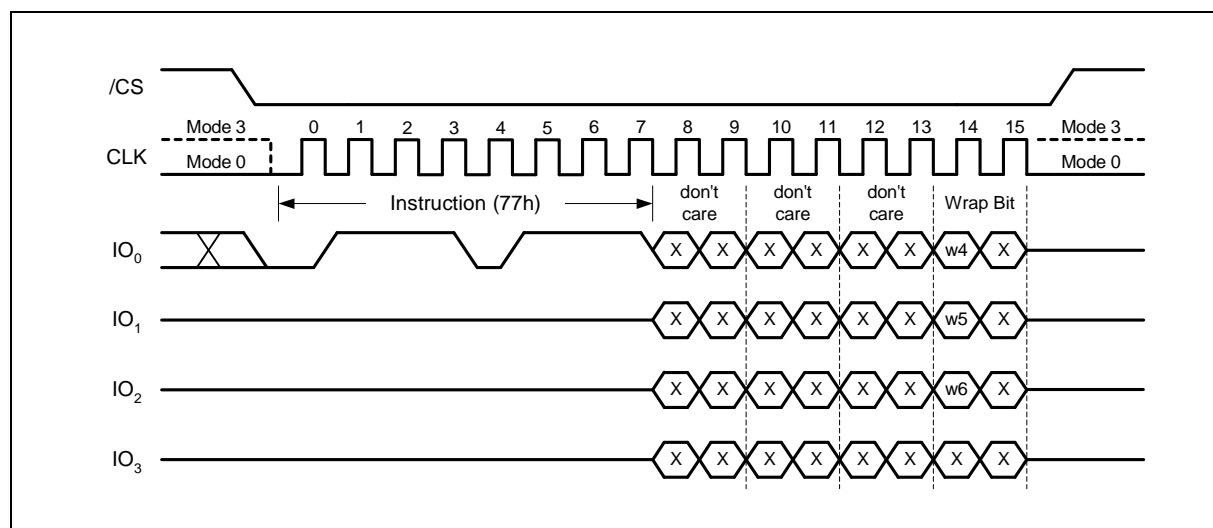 /CS
Mode 3 0 1 2 3 4 5 6 7 8 9 10 11 12 13 14 15 Mode 3
CLK
Mode 0 Mode 0
Instruction (77h) don't care don't care don't care Wrap Bit
IO0 X X X X X X w4 X
IO1 X X X X X X w5 X
IO2 X X X X X X w6 X
IO3 X X X X X X X X